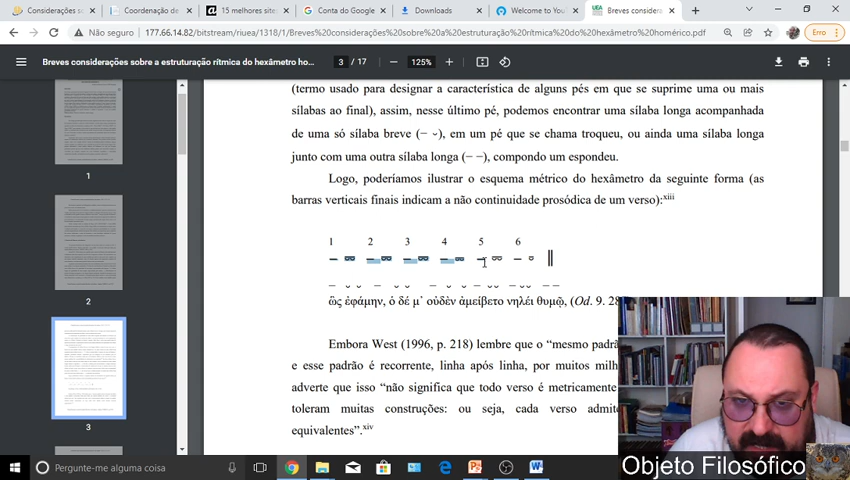 Considerações s
Coordenação de
15 melhores site
Conta do Google
Downloads
Welcome to You
Breves considera
Não seguro
177.66.14.82/bitstream/riuea/1318/1/Breves%20considerações%20sobre%20a%20estruturação%20rítmica%20do%20hexâmetro%20homérico.pdf
Erro
Breves considerações sobre a estruturação rítmica do hexâmetro ho...
3 / 17
125%
(termo usado para designar a característica de alguns pés em que se suprime uma ou mais
sílabas ao final), assim, nesse último pé, podemos encontrar uma sílaba longa acompanhada
de uma só sílaba breve (− ⏑), em um pé que se chama troqueu, ou ainda uma sílaba longa
junto com uma outra sílaba longa (− −), compondo um espondeu.
Logo, poderíamos ilustrar o esquema métrico do hexâmetro da seguinte forma (as
barras verticais finais indicam a não continuidade prosódica de um verso):xiii
1 2 3 4 5 6
ὣς ἐφάμην, ὁ δέ μ᾽ οὐδὲν ἀμείβετο νηλέι θυμῷ, (Od. 9. 28
Embora West (1996, p. 218) lembre que o “mesmo padrã
e esse padrão é recorrente, linha após linha, por muitos milh
adverte que isso “não significa que todo verso é metricamente
toleram muitas construções: ou seja, cada verso admite
equivalentes”.xiv
1
2
3
Pergunte-me alguma coisa
Objeto Filosófico